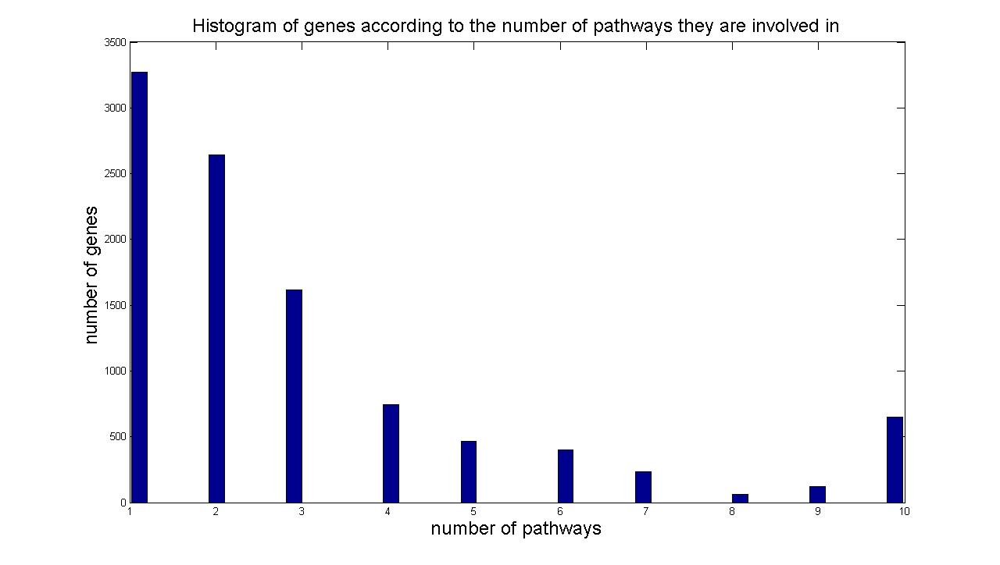 Histogram of genes according to the number of pathways they are involved in
3500
3000
2500
2000
1500
1000
500
0
number of genes
1 2 3 4 5 6 7 8 9 10
number of pathways